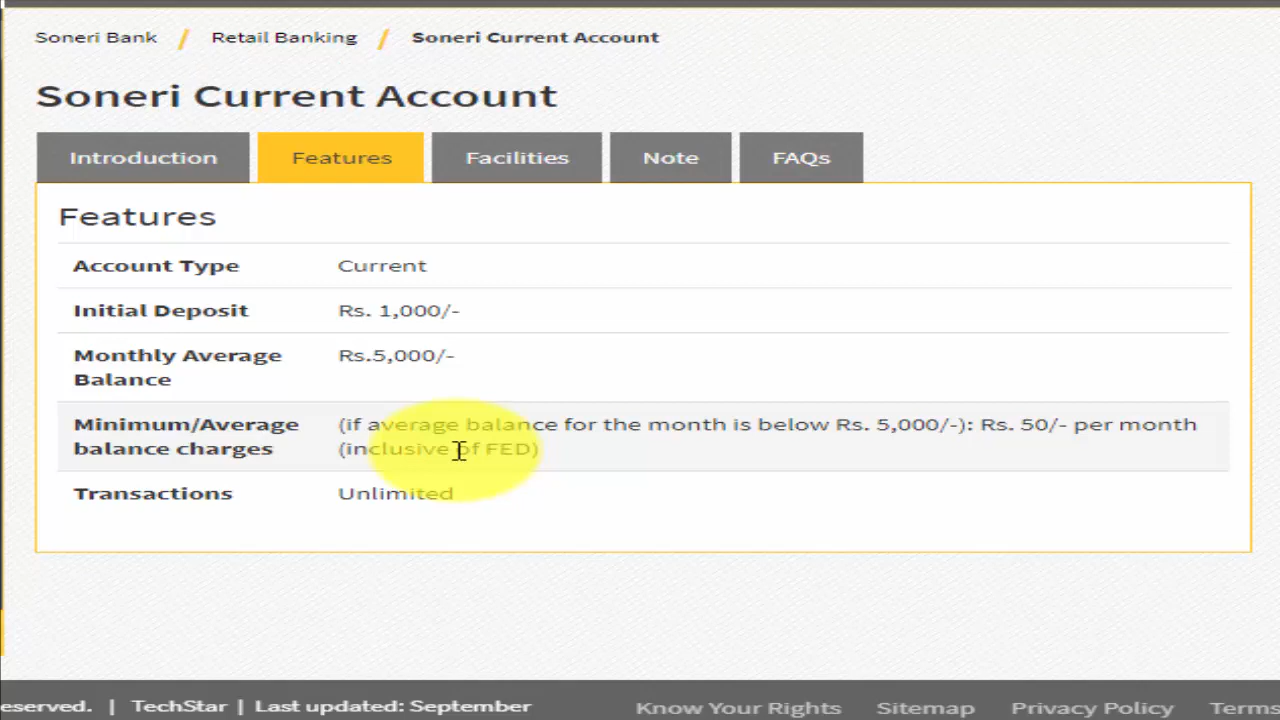 Soneri Bank / Retail Banking / Soneri Current Account
Soneri Current Account
Introduction Features Facilities Note FAQs
Features
Account Type Current
Initial Deposit Rs. 1,000/-
Monthly Average Balance Rs.5,000/-
Minimum/Average balance charges (if average balance for the month is below Rs. 5,000/-): Rs. 50/- per month (inclusive of FED)
Transactions Unlimited
eserved. | TechStar | Last updated: September Know Your Rights Sitemap Privacy Policy Terms